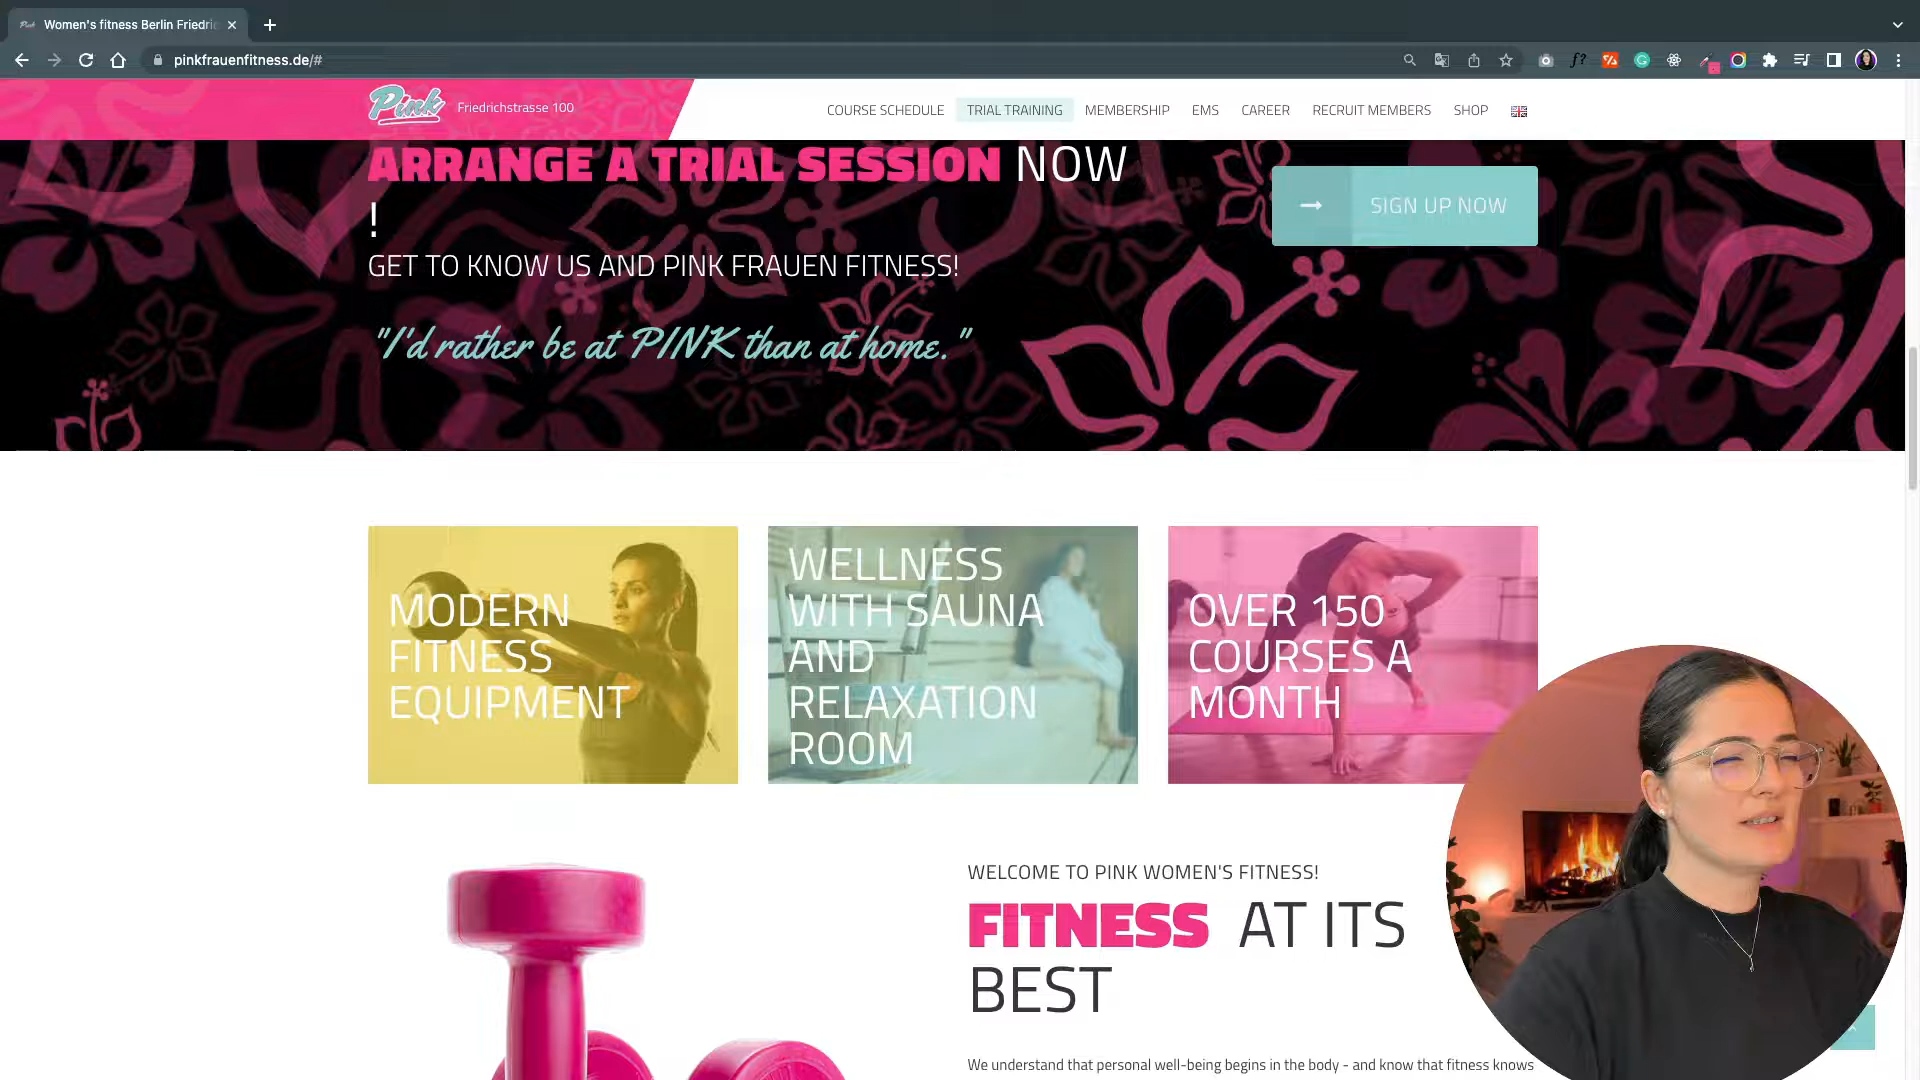 Women's fitness Berlin Friedri
pinkfrauenfitness.de/#
Pink
Friedrichstrasse 100
COURSE SCHEDULE
TRIAL TRAINING
MEMBERSHIP
EMS
CAREER
RECRUIT MEMBERS
SHOP
ARRANGE A TRIAL SESSION NOW
!
SIGN UP NOW
GET TO KNOW US AND PINK FRAUEN FITNESS!
"I'd rather be at PINK than at home."
MODERN
FITNESS
EQUIPMENT
WELLNESS
WITH SAUNA
AND
RELAXATION
ROOM
OVER 150
COURSES A
MONTH
WELCOME TO PINK WOMEN'S FITNESS!
FITNESS AT ITS
BEST
We understand that personal well-being begins in the body - and know that fitness knows